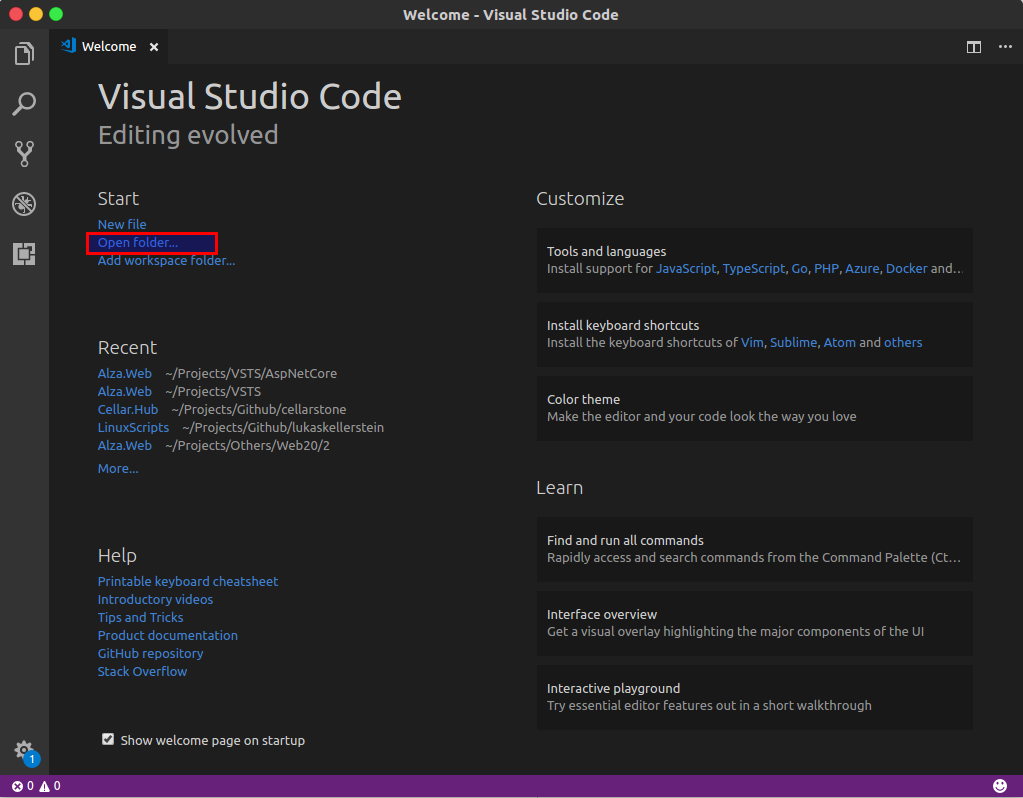 Welcome - Visual Studio Code
Welcome
Visual Studio Code
Editing evolved
Start
New file
Open folder...
Add workspace folder...
Recent
Alza.Web ~/Projects/VSTS/AspNetCore
Alza.Web ~/Projects/VSTS
Cellar.Hub ~/Projects/Github/cellarstone
LinuxScripts ~/Projects/Github/lukaskellerstein
Alza.Web ~/Projects/Others/Web20/2
More...
Help
Printable keyboard cheatsheet
Introductory videos
Tips and Tricks
Product documentation
GitHub repository
Stack Overflow
Show welcome page on startup
Customize
Tools and languages
Install support for JavaScript, TypeScript, Go, PHP, Azure, Docker and...
Install keyboard shortcuts
Install the keyboard shortcuts of Vim, Sublime, Atom and others
Color theme
Make the editor and your code look the way you love
Learn
Find and run all commands
Rapidly access and search commands from the Command Palette (Ct...
Interface overview
Get a visual overlay highlighting the major components of the UI
Interactive playground
Try essential editor features out in a short walkthrough
1
0 0